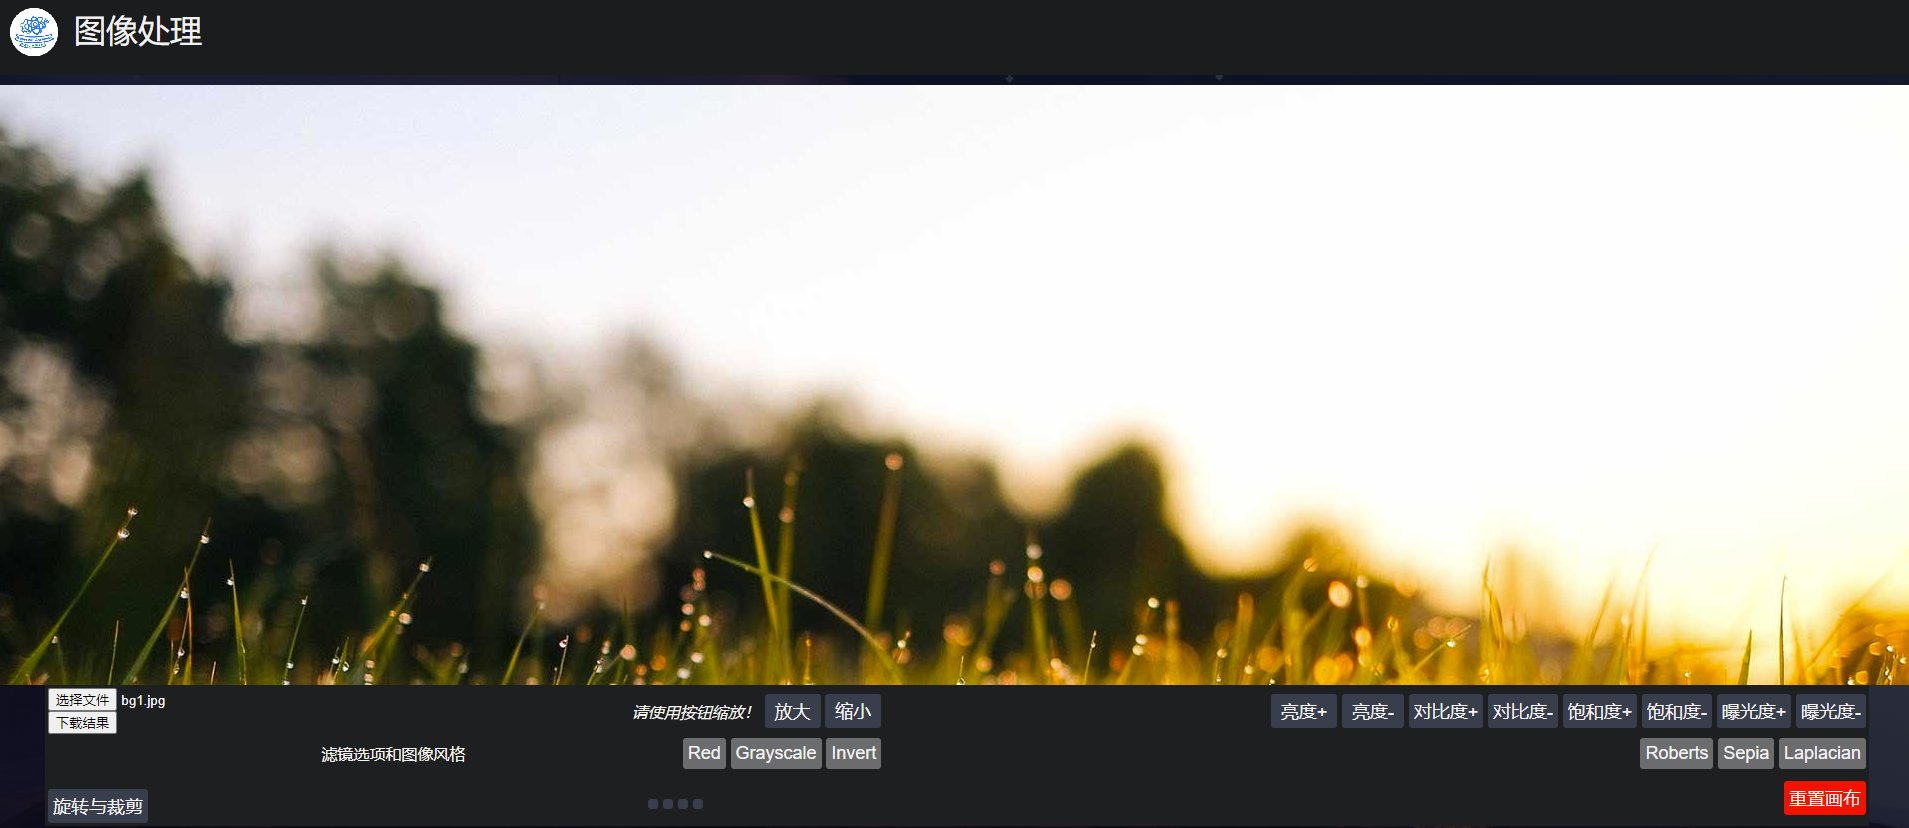 图像处理
选择文件 bg1.jpg
下载结果
请使用按钮缩放！ 放大 缩小
亮度+ 亮度- 对比度+ 对比度- 饱和度+ 饱和度- 曝光度+ 曝光度-
滤镜选项和图像风格 Red Grayscale Invert
Roberts Sepia Laplacian
旋转与裁剪
重置画布